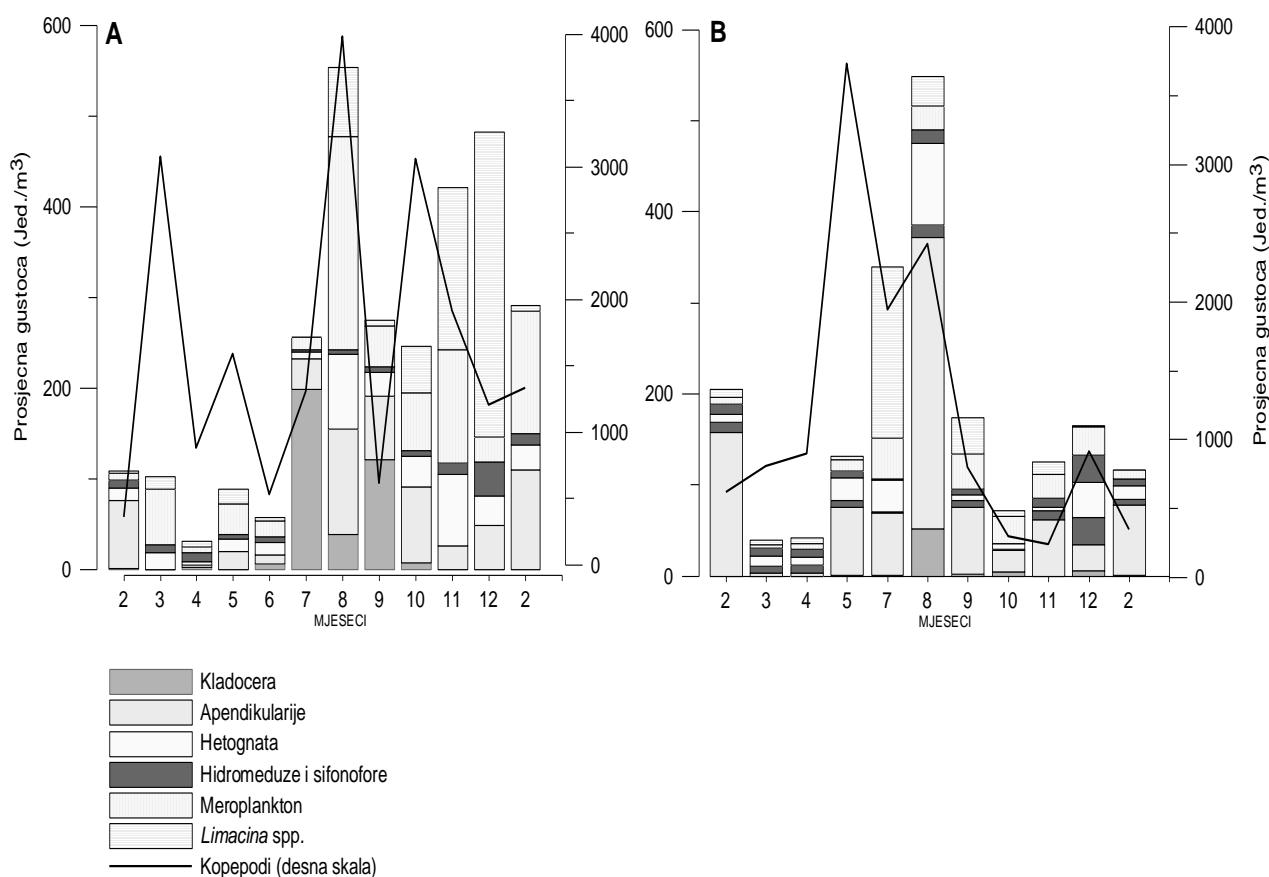 A
600
400
200
0
Prosjecna gustoca (Jed./m³)
4000
3000
2000
1000
0
2 3 4 5 6 7 8 9 10 11 12 2
MJESECI
B
600
400
200
0
4000
3000
2000
1000
0
Prosjecna gustoca (Jed./m³)
2 3 4 5 7 8 9 10 11 12 2
MJESECI
Kladocera
Apendikularije
Hetognata
Hidromeduze i sifonofore
Meroplankton
Limacina spp.
Kopepodi (desna skala)